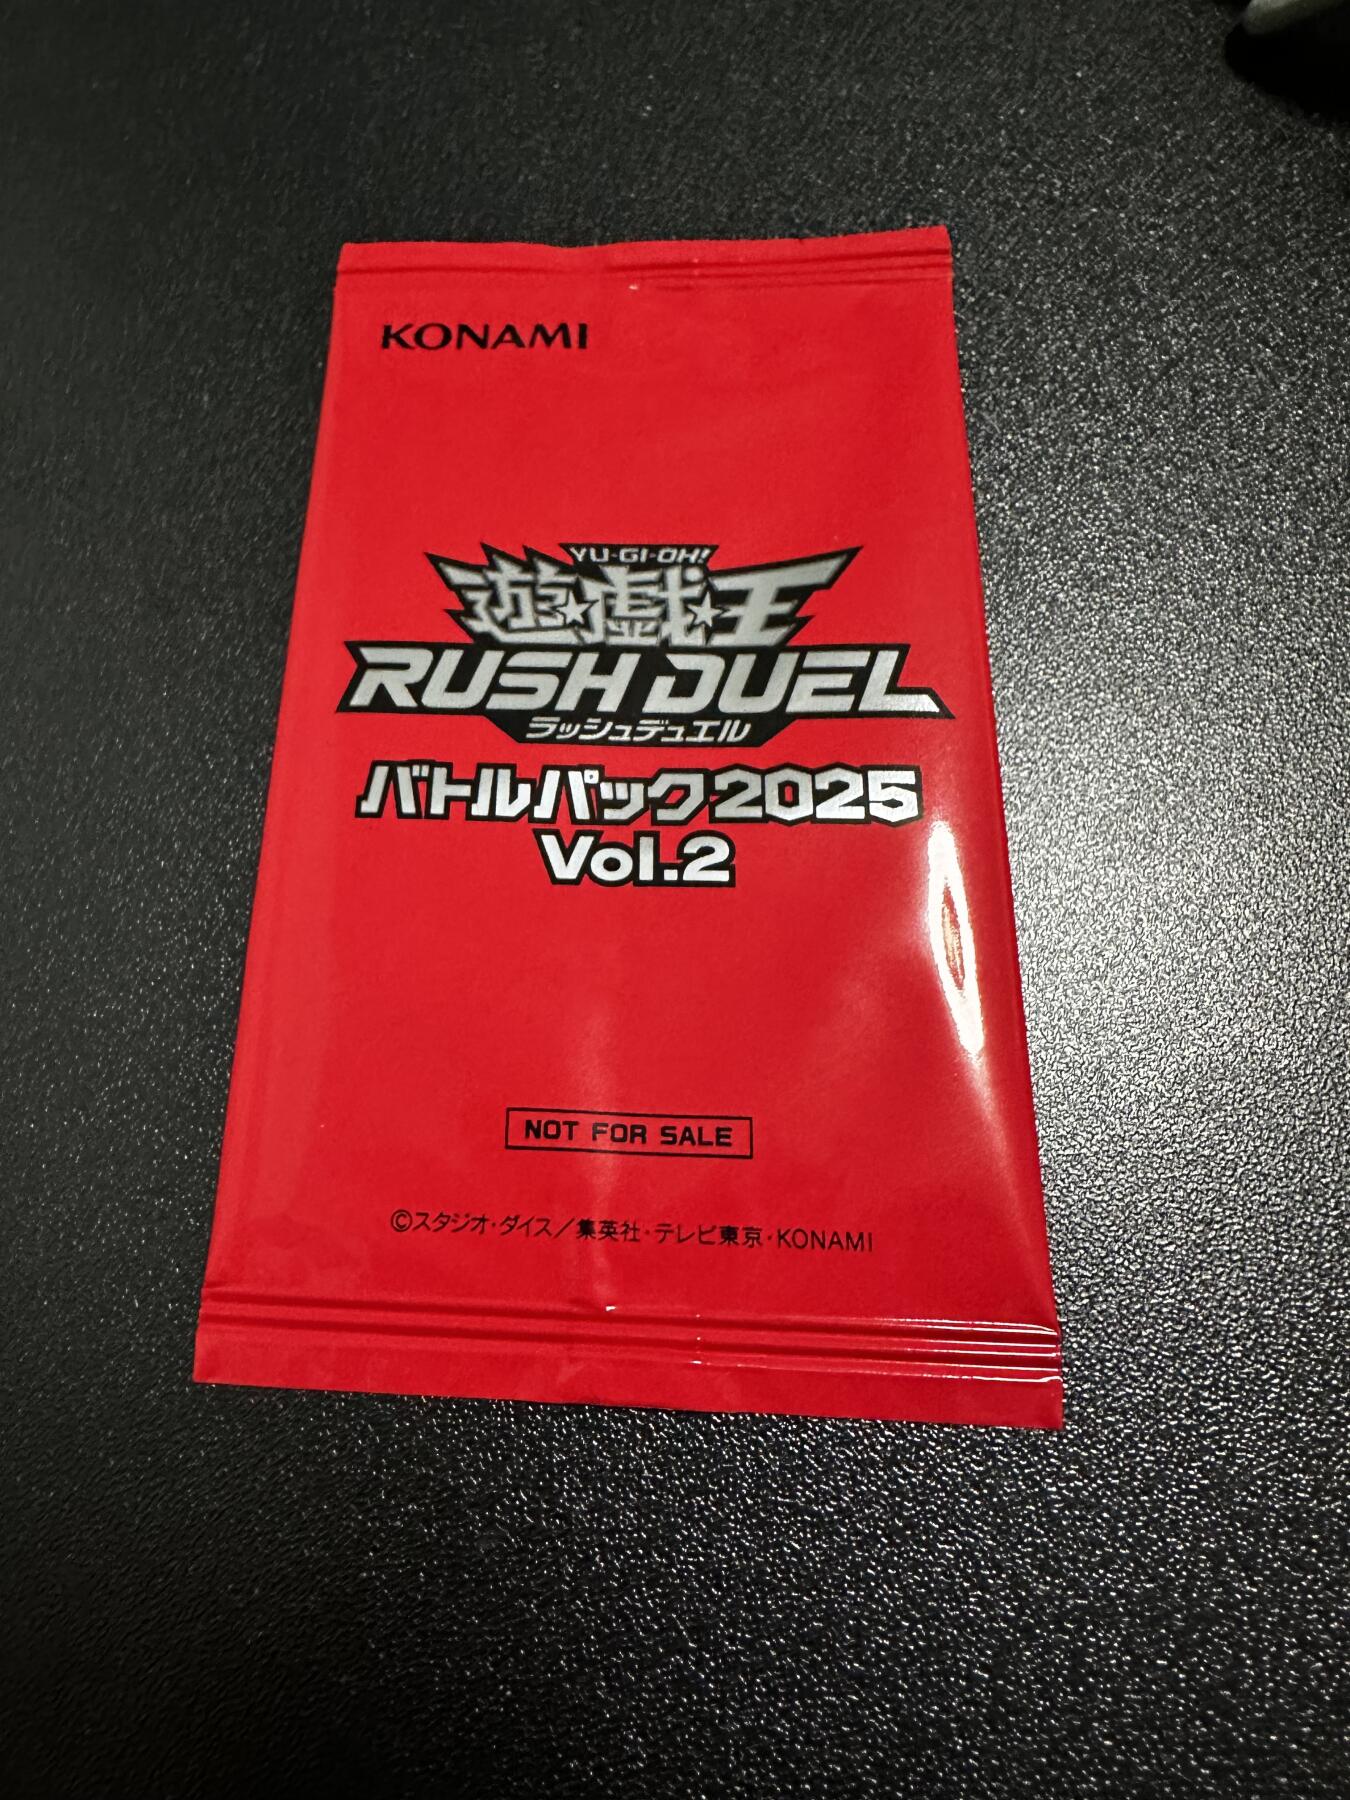 KONAMI
YU-GI-OH!
遊☆戯★王
RUSH DUEL
ラッシュデュエル
バトルパック2025
Vol.2
NOT FOR SALE
©スタジオ・ダイス／集英社・テレビ東京・KONAMI